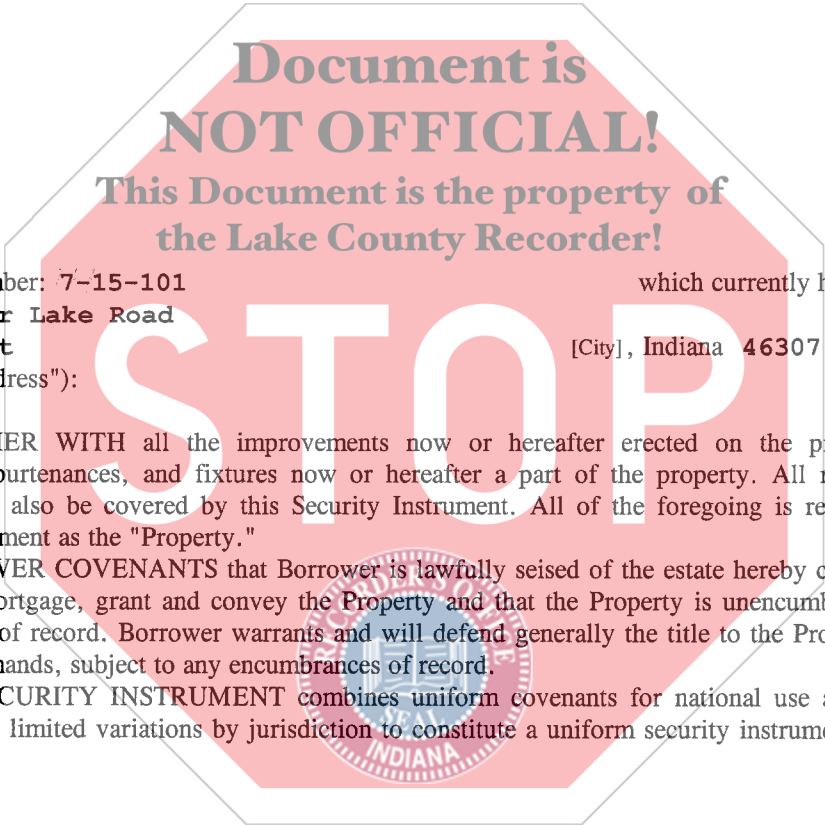 Document is
NOT OFFICIAL!
This Document is the property of
the Lake County Recorder!
ber: 7-15-101 which currently h
r Lake Road
t [City], Indiana 46307
dress"):
STOP
ER WITH all the improvements now or hereafter erected on the p
purtenances, and fixtures now or hereafter a part of the property. All
also be covered by this Security Instrument. All of the foregoing is re
ment as the "Property."
VER COVENANTS that Borrower is lawfully seised of the estate hereby c
ortgage, grant and convey the Property and that the Property is unencumb
of record. Borrower warrants and will defend generally the title to the Pro
ands, subject to any encumbrances of record.
CURITY INSTRUMENT combines uniform covenants for national use a
limited variations by jurisdiction to constitute a uniform security instrume
RECORDER'S OFFICE
SEAL
INDIANA